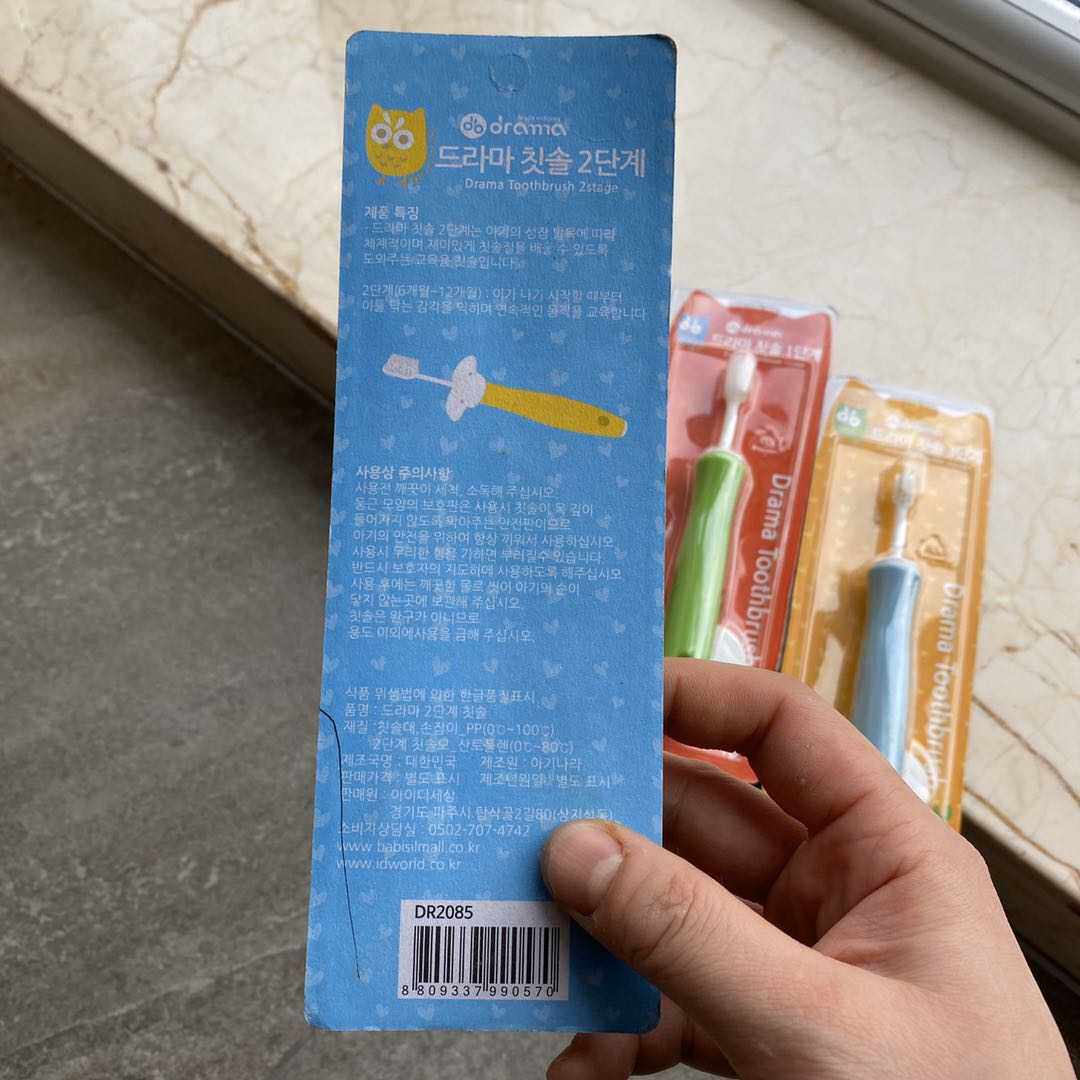 drama
드라마 칫솔 2단계
Drama Toothbrush 2stage
제품 특징
- 드라마 칫솔 2단계는 아기의 성장 발육에 따라
체계적이며 재미있게 칫솔질을 배울 수 있도록
도와주는 교육용 칫솔입니다.
2단계(6개월~12개월) : 이가 나기 시작할 때부터
이를 닦는 감각을 익히며 연속적인 동작을 교육합니다
사용상 주의사항
사용전 깨끗이 세척, 소독해 주십시오.
둥근 모양의 보호판은 사용시 칫솔이 목 깊이
들어가지 않도록 막아주는 안전판이므로
아기의 안전을 위하여 항상 끼워서 사용하십시오
사용시 무리한 힘을 가하면 부러질수 있습니다.
반드시 보호자의 지도하에 사용하도록 해주십시오
사용 후에는 깨끗한 물로 씻어 아기의 손이
닿지 않는곳에 보관해 주십시오.
칫솔은 완구가 아니므로
용도 이외에사용을 금해 주십시오.
식품 위생법에 의한 한글품질표시
품명 : 드라마 2단계 칫솔
재질 : 칫솔대,손잡이_PP(0℃~100℃)
2단계 칫솔모_산토플렌(0℃~80℃)
제조국명 : 대한민국 제조원 : 아기나라
판매가격 : 별도 표시 제조년월일 : 별도 표시
판매원 : 아이디세상
경기도 파주시 탑삭골2길80(상지석동)
소비자상담실 : 0502-707-4742
www.babisilmall.co.kr
www.idworld.co.kr
DR2085
8 809337 990570
드라마 칫솔 1단계
Drama Toothbrush
드라마 칫솔
Drama Toothbrush